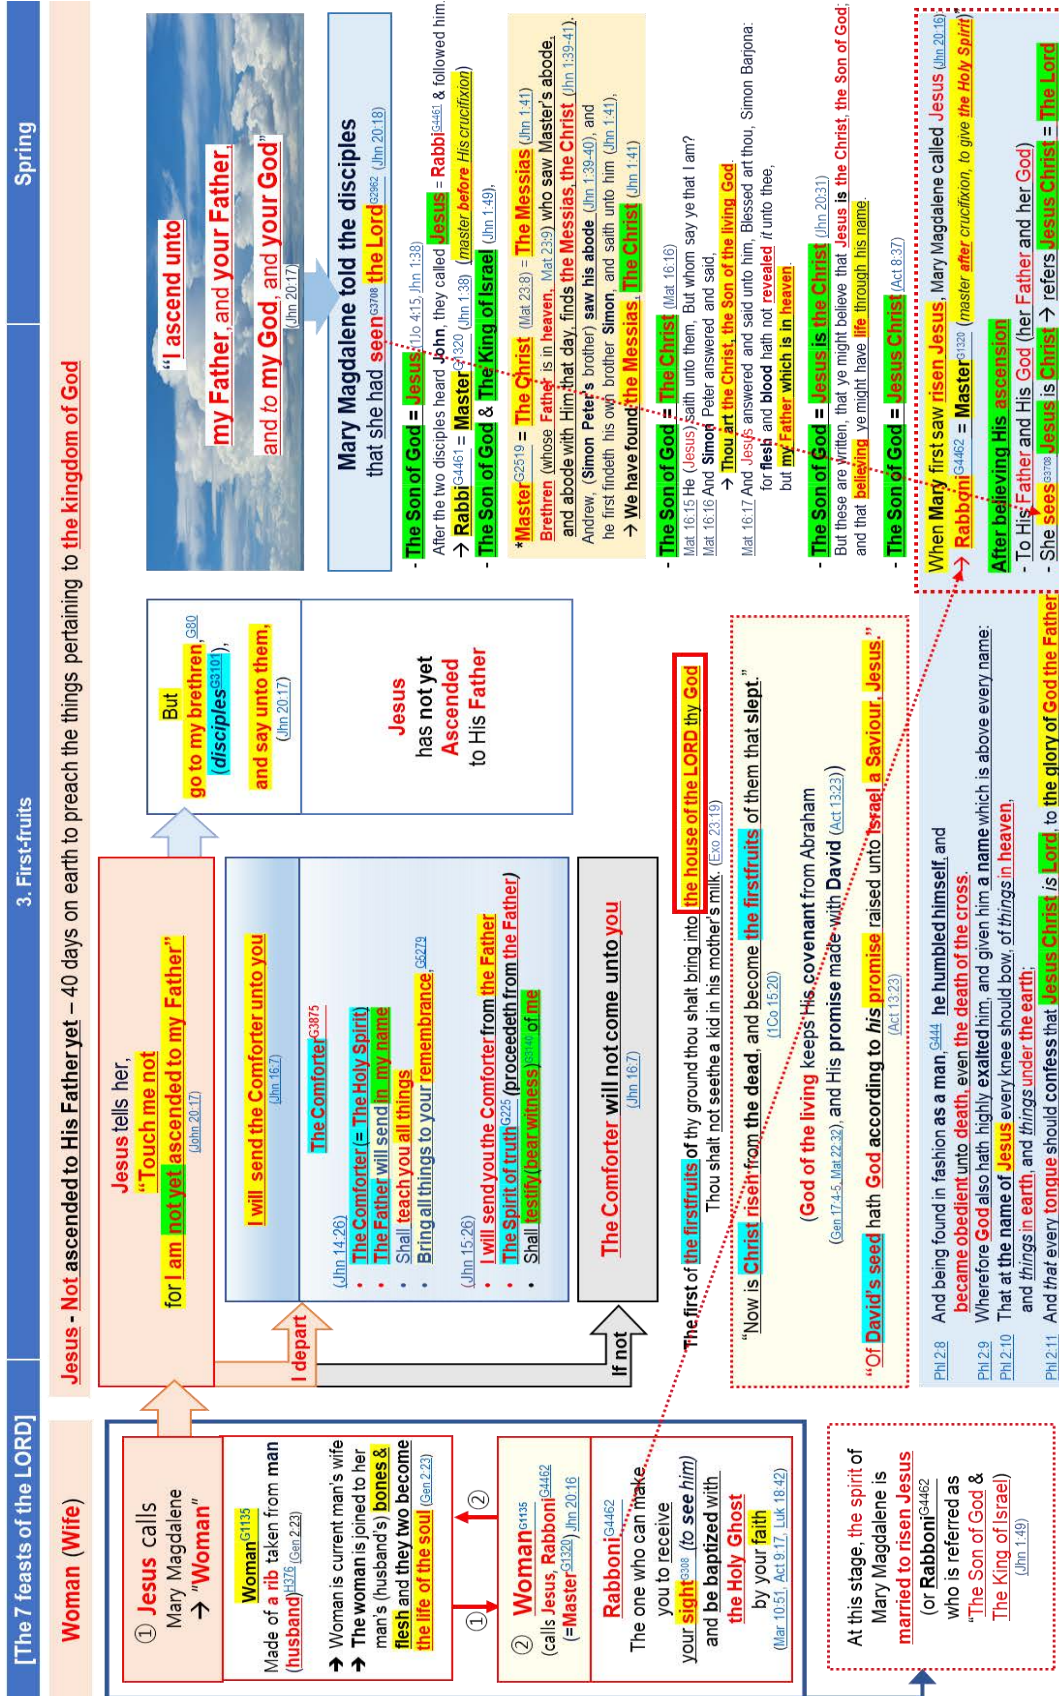 [The 7 feasts of the LORD]
3. First-fruits
Spring
Woman (Wife)
Jesus - Not ascended to His Father yet – 40 days on earth to preach the things pertaining to the kingdom of God
① Jesus calls
Mary Magdalene
→ "Woman"
Woman G1135
Made of a rib taken from man
(husband) H376 (Gen 2:23)
→ Woman is current man's wife
→ The woman is joined to her
man's (husband's) bones &
flesh and they two become
the life of the soul (Gen 2:23)
①
②
② Woman G1135
(calls Jesus, Rabboni G4462
(=Master G1320) Jhn 20:16
Rabboni G4462
The one who can make
you to receive
your sight G308 (to see him)
and be baptized with
the Holy Ghost
by your faith
(Mar 10:51, Act 9:17, Luk 18:42)
At this stage, the spirit of
Mary Magdalene is
married to risen Jesus
(or Rabboni G4462
who is referred as
"The Son of God &
The King of Israel)
(Jhn 1:49)
Jesus tells her,
"Touch me not
for I am not yet ascended to my Father"
(John 20:17)
I depart
If not
I will send the Comforter unto you
(Jhn 16:7)
The Comforter G3875
(Jhn 14:26)
• The Comforter (= The Holy Spirit)
• The Father will send in my name
• Shall teach you all things
• Bring all things to your remembrance, G5279
(Jhn 15:26)
• I will send you the Comforter from the Father
• The Spirit of truth G225 (proceedeth from the Father)
• Shall testify (bear witness) G3140 of me
The Comforter will not come unto you
(Jhn 16:7)
But
go to my brethren, G80
(disciples G3101),
and say unto them,
(Jhn 20:17)
Jesus
has not yet
Ascended
to His Father
The first of the firstfruits of thy ground thou shalt bring into the house of the LORD thy God
Thou shalt not seethe a kid in his mother's milk. (Exo 23:19)
"Now is Christ risen from the dead, and become the firstfruits of them that slept."
(1Co 15:20)
(God of the living keeps His covenant from Abraham
(Gen 17:4-5, Mat 22:32), and His promise made with David (Act 13:23))
"Of David's seed hath God according to his promise raised unto Israel a Saviour, Jesus."
(Act 13:23)
Phl 2:8 And being found in fashion as a man, G444 he humbled himself, and
became obedient unto death, even the death of the cross.
Phl 2:9 Wherefore God also hath highly exalted him, and given him a name which is above every name:
Phl 2:10 That at the name of Jesus every knee should bow, of things in heaven,
and things in earth, and things under the earth;
Phl 2:11 And that every tongue should confess that Jesus Christ is Lord, to the glory of God the Father
"I ascend unto
my Father, and your Father,
and to my God, and your God"
(Jhn 20:17)
Mary Magdalene told the disciples
that she had seen G3708 the Lord G2962 (Jhn 20:18)
- The Son of God = Jesus (1Jo 4:15, Jhn 1:38)
After the two disciples heard John, they called Jesus = Rabbi G4461 & followed him.
→ Rabbi G4461 = Master G1320 (Jhn 1:38) (master before His crucifixion)
- The Son of God & The King of Israel (Jhn 1:49),
*Master G2519 = The Christ (Mat 23:8) = The Messias (Jhn 1:41)
Brethren (whose Father is in heaven, Mat 23:9) who saw Master's abode,
and abode with Him that day, finds the Messias, the Christ (Jhn 1:39-41).
Andrew, (Simon Peter's brother) saw his abode (Jhn 1:39-40), and
he first findeth his own brother Simon, and saith unto him (Jhn 1:41),
→ We have found the Messias, The Christ (Jhn 1:41)
- The Son of God = The Christ (Mat 16:16)
Mat 16:15 He (Jesus) saith unto them, But whom say ye that I am?
Mat 16:16 And Simon Peter answered and said,
→ Thou art the Christ, the Son of the living God.
Mat 16:17 And Jesus answered and said unto him, Blessed art thou, Simon Barjona:
for flesh and blood hath not revealed it unto thee,
but my Father which is in heaven.
- The Son of God = Jesus is the Christ (Jhn 20:31)
But these are written, that ye might believe that Jesus is the Christ, the Son of God;
and that believing ye might have life through his name.
- The Son of God = Jesus Christ (Act 8:37)
When Mary first saw risen Jesus, Mary Magdalene called Jesus (Jhn 20:16)
→ Rabboni G4462 = Master G1320 (master after crucifixion, to give the Holy Spirit)"
After believing His ascension
- To His Father and His God (her Father and her God)
- She sees G3708 Jesus is Christ → refers Jesus Christ = The Lord